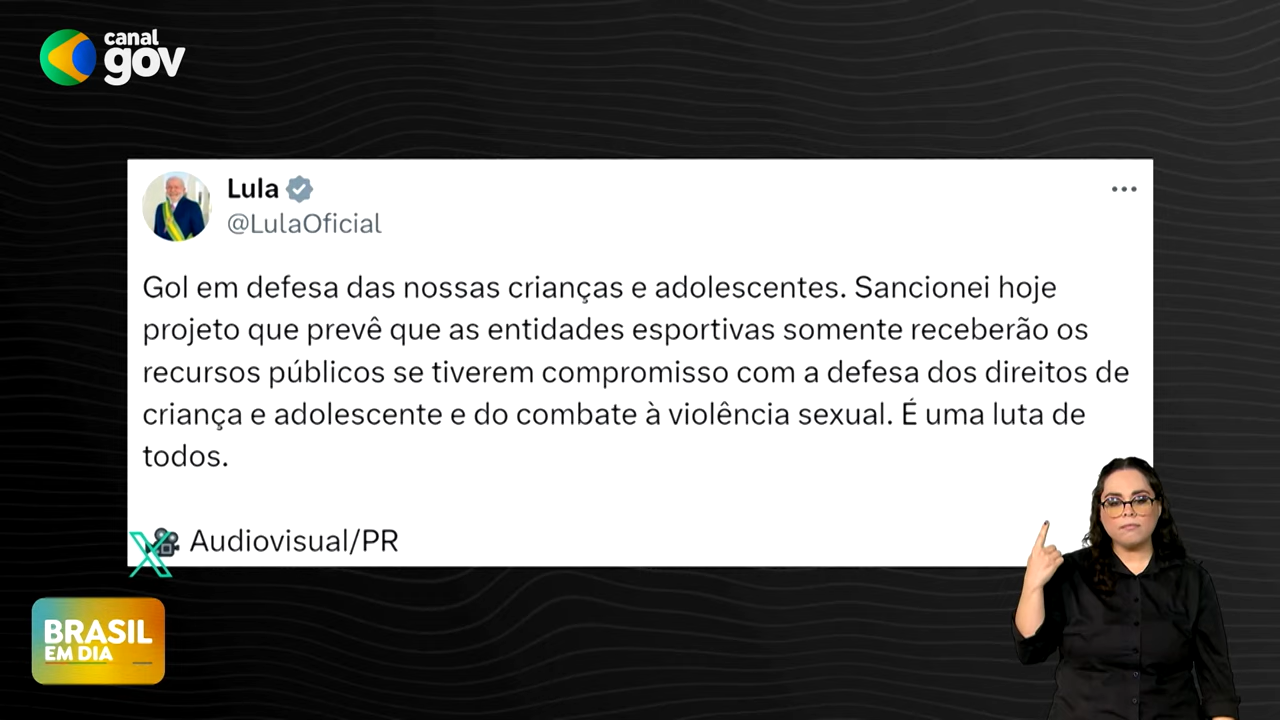 canal
gov
Lula
@LulaOficial
Gol em defesa das nossas crianças e adolescentes. Sancionei hoje
projeto que prevê que as entidades esportivas somente receberão os
recursos públicos se tiverem compromisso com a defesa dos direitos de
criança e adolescente e do combate à violência sexual. É uma luta de
todos.
Audiovisual/PR
BRASIL
EM DIA